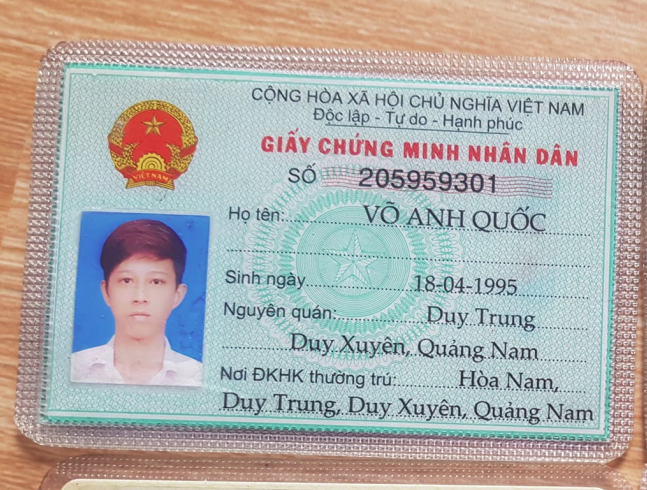 CỘNG HÒA XÃ HỘI CHỦ NGHĨA VIỆT NAM
Độc lập - Tự do - Hạnh phúc
GIẤY CHỨNG MINH NHÂN DÂN
SỐ 205959301
Họ tên: VÕ ANH QUỐC
Sinh ngày 18-04-1995
Nguyên quán: Duy Trung
Duy Xuyên, Quảng Nam
Nơi ĐKHK thường trú: Hòa Nam,
Duy Trung, Duy Xuyên, Quảng Nam
VIỆT NAM